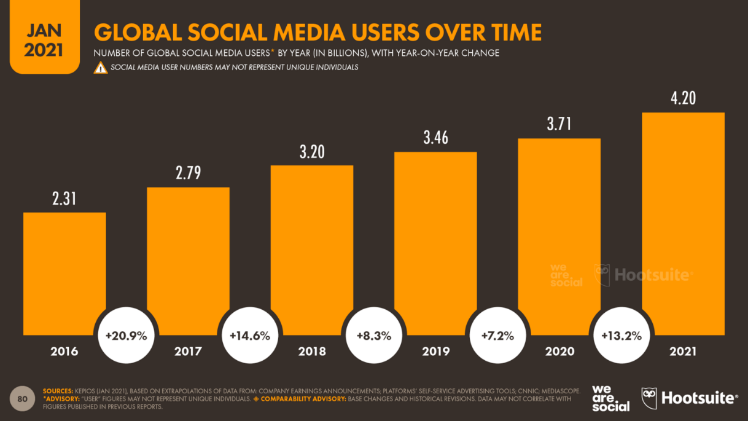 JAN
2021
GLOBAL SOCIAL MEDIA USERS OVER TIME
NUMBER OF GLOBAL SOCIAL MEDIA USERS* BY YEAR (IN BILLIONS), WITH YEAR-ON-YEAR CHANGE
! SOCIAL MEDIA USER NUMBERS MAY NOT REPRESENT UNIQUE INDIVIDUALS
2.31
2.79
3.20
3.46
3.71
4.20
we
are
social
Hootsuite®
+20.9%
+14.6%
+8.3%
+7.2%
+13.2%
2016
2017
2018
2019
2020
2021
80
SOURCES: KEPIOS (JAN 2021), BASED ON EXTRAPOLATIONS OF DATA FROM: COMPANY EARNINGS ANNOUNCEMENTS; PLATFORMS' SELF-SERVICE ADVERTISING TOOLS; CNNIC; MEDIASCOPE.
*ADVISORY: "USER" FIGURES MAY NOT REPRESENT UNIQUE INDIVIDUALS. COMPARABILITY ADVISORY: BASE CHANGES AND HISTORICAL REVISIONS. DATA MAY NOT CORRELATE WITH
FIGURES PUBLISHED IN PREVIOUS REPORTS.
we
are
social
Hootsuite®